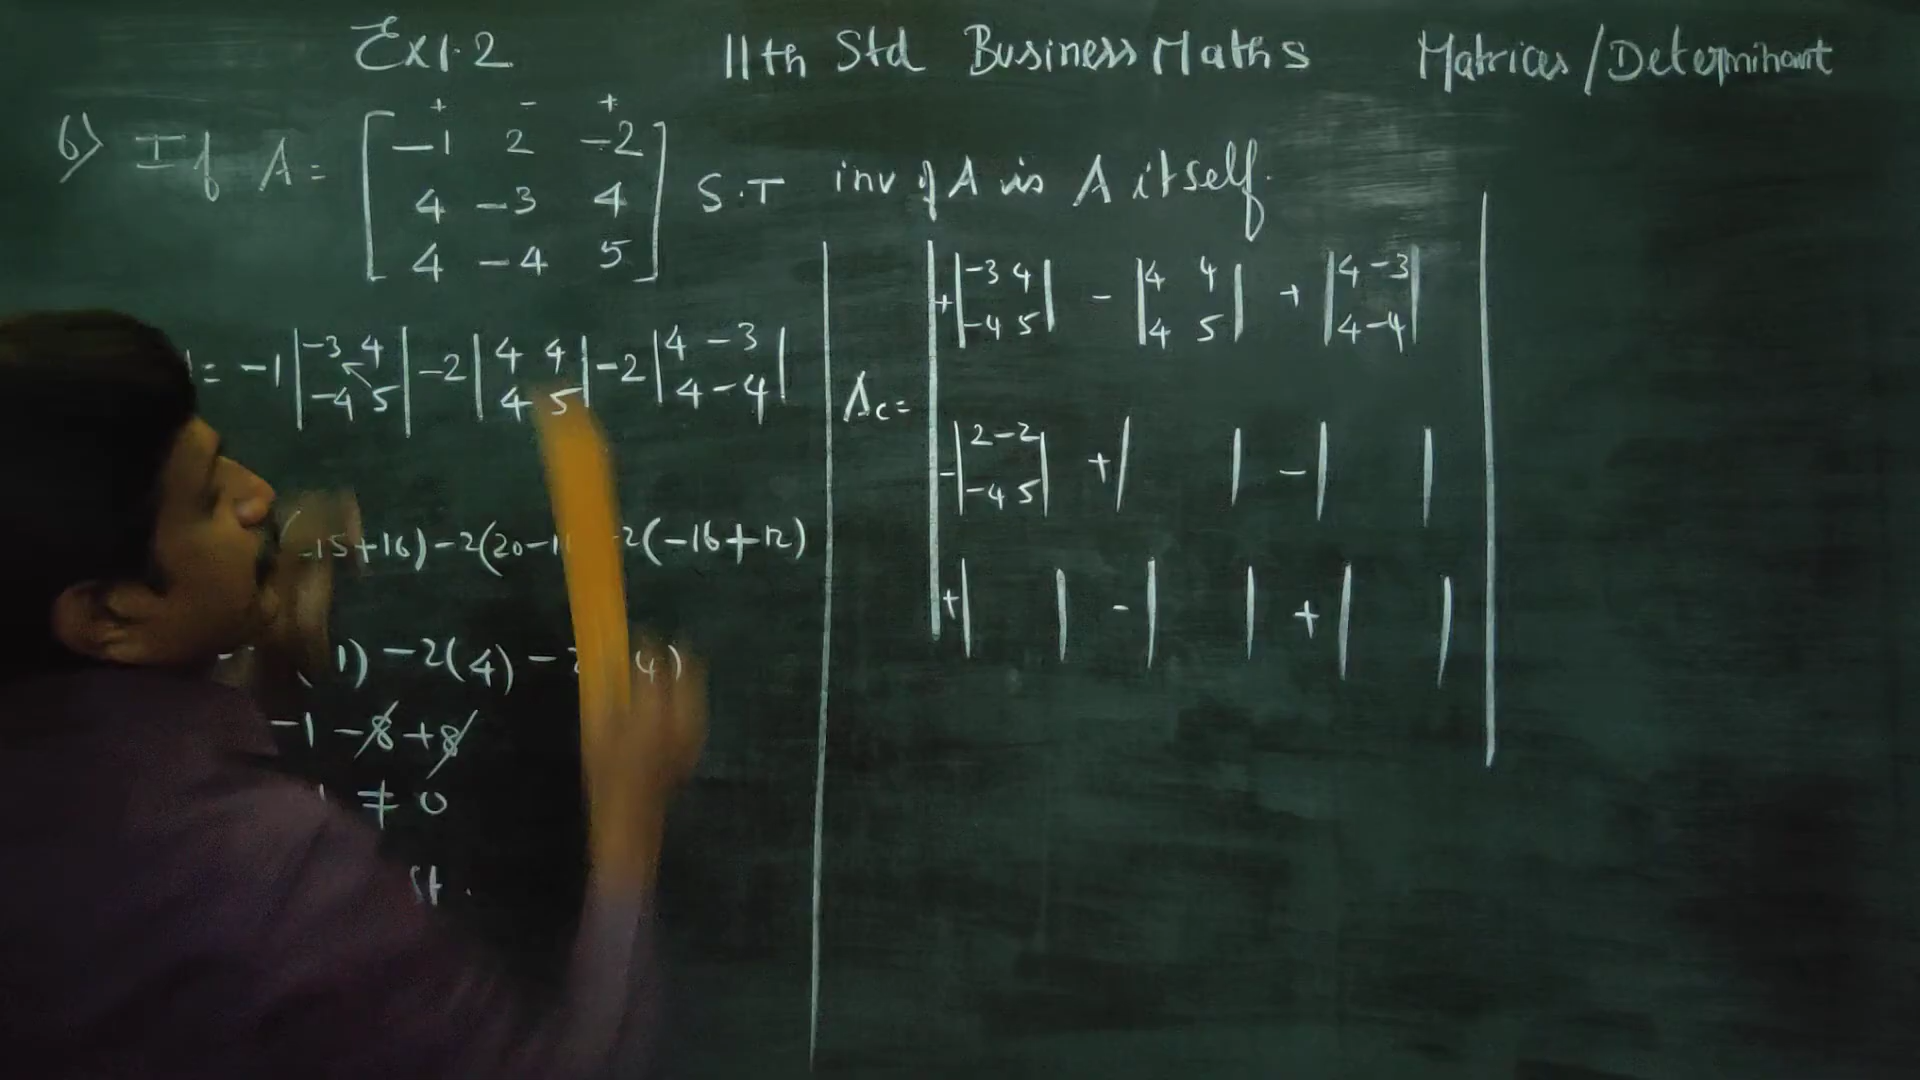 Ex 1.2 11th Std Business Maths Matrices / Determinant
+ - +
6) If A = [ -1 2 -2
4 -3 4
4 -4 5 ] S.T inv of A is A itself.
= -1 | -3 4 | -2 | 4 4 | -2 | 4 -3 |
| -4 5 | | 4 5 | | 4 -4 |
15+16) -2(20-1 2(-16+12)
1) -2(4) - 4)
-1 -8 +8
≠ 0
st.
+ | -3 4 | - | 4 4 | + | 4 -3 |
| -4 5 | | 4 5 | | 4 -4 |
Ac =
- | 2 -2 | + | | - | |
| -4 5 |
+ | | - | | + | |